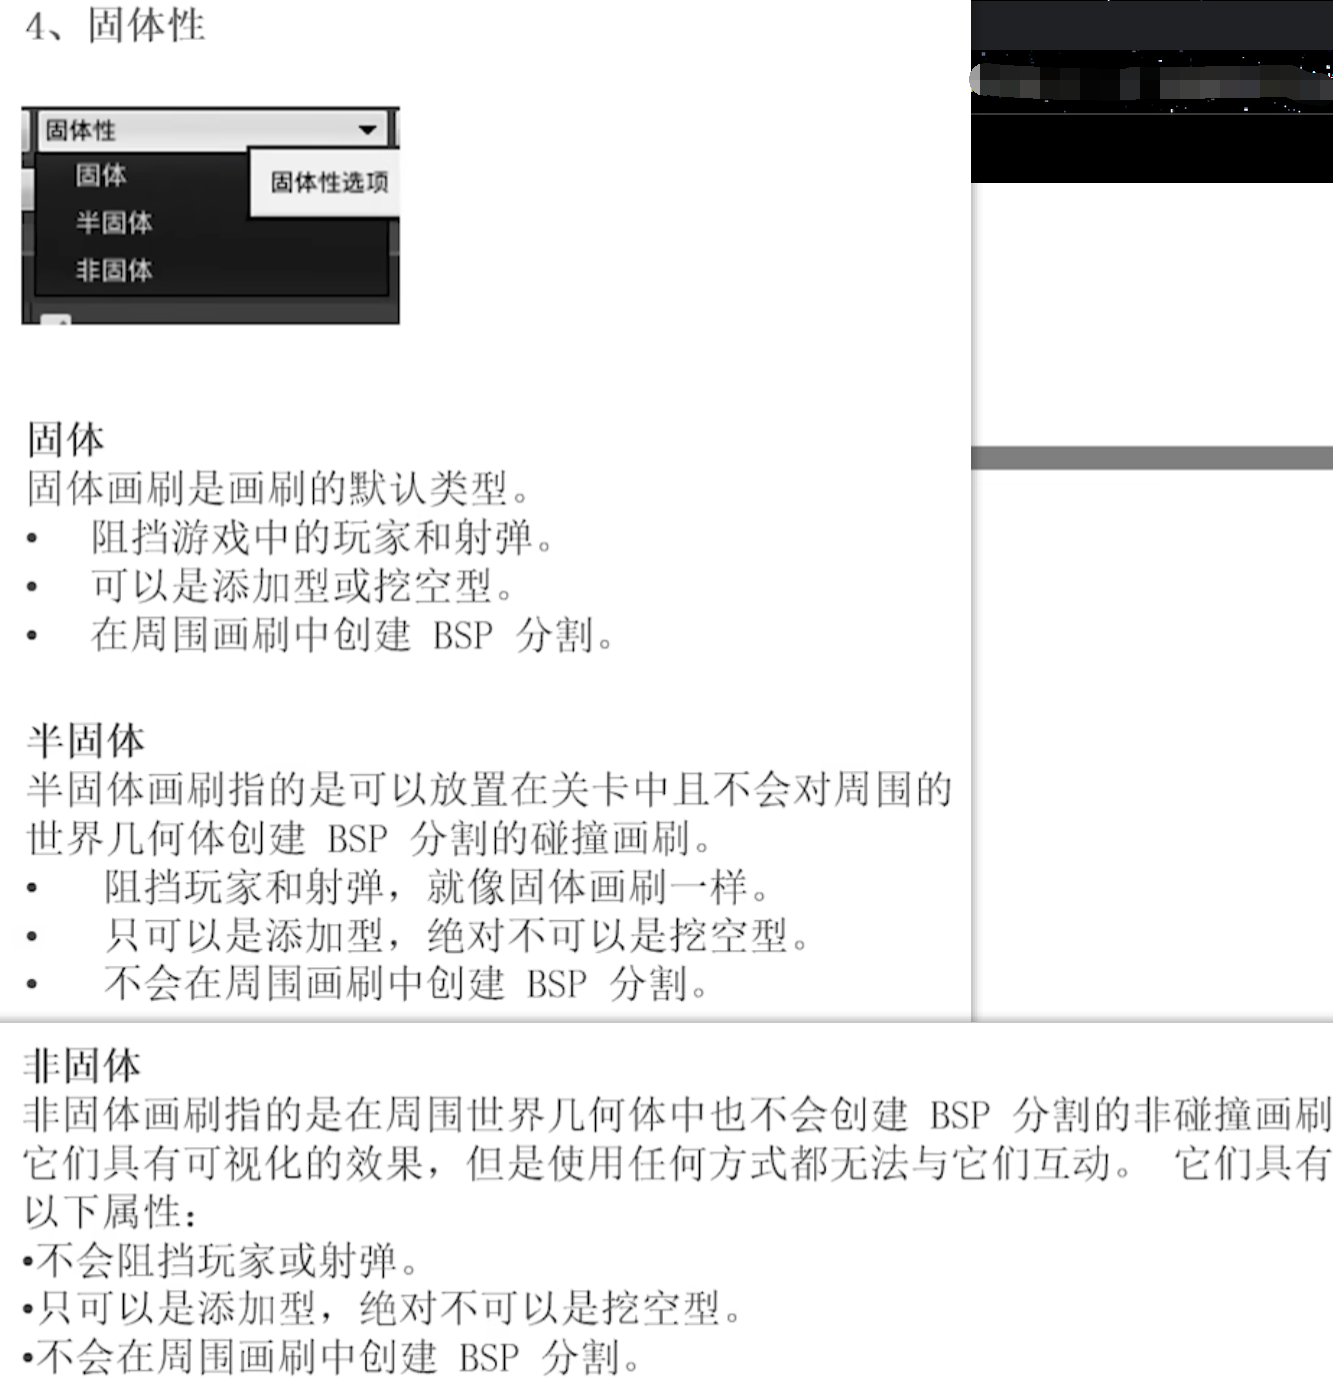 4、固体性
固体性
固体
固体性选项
半固体
非固体
固体
固体画刷是画刷的默认类型。
• 阻挡游戏中的玩家和射弹。
• 可以是添加型或挖空型。
• 在周围画刷中创建 BSP 分割。
半固体
半固体画刷指的是可以放置在关卡中且不会对周围的
世界几何体创建 BSP 分割的碰撞画刷。
• 阻挡玩家和射弹，就像固体画刷一样。
• 只可以是添加型，绝对不可以是挖空型。
• 不会在周围画刷中创建 BSP 分割。
非固体
非固体画刷指的是在周围世界几何体中也不会创建 BSP 分割的非碰撞画刷
它们具有可视化的效果，但是使用任何方式都无法与它们互动。 它们具有
以下属性：
•不会阻挡玩家或射弹。
•只可以是添加型，绝对不可以是挖空型。
•不会在周围画刷中创建 BSP 分割。